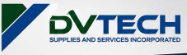 DVTECH
SUPPLIES AND SERVICES INCORPORATED